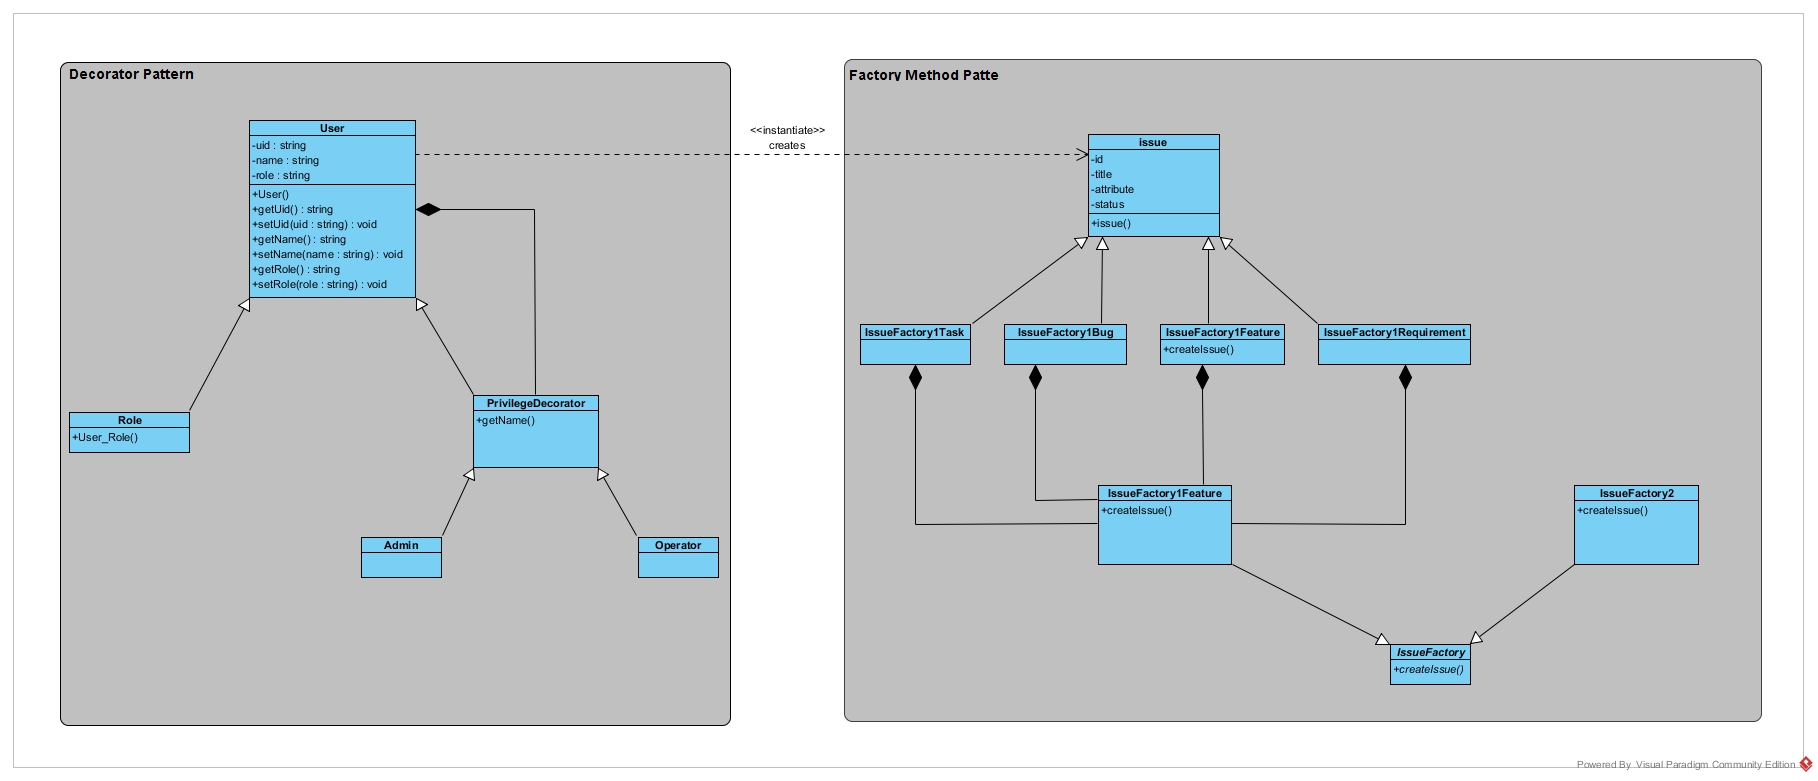 Decorator Pattern
User
-uid : string
-name : string
-role : string
+User()
+getUid() : string
+setUid(uid : string) : void
+getName() : string
+setName(name : string) : void
+getRole() : string
+setRole(role : string) : void
Role
+User_Role()
PrivilegeDecorator
+getName()
Admin
Operator
<<instantiate>>
creates
Factory Method Patte
issue
-id
-title
-attribute
-status
+issue()
IssueFactory1Task
IssueFactory1Bug
IssueFactory1Feature
+createIssue()
IssueFactory1Requirement
IssueFactory1Feature
+createIssue()
IssueFactory2
+createIssue()
IssueFactory
+createIssue()
Powered By Visual Paradigm Community Edition